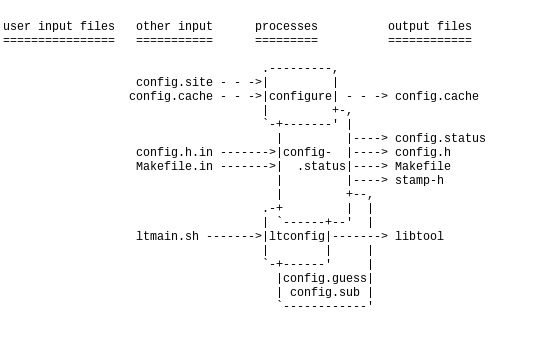 user input files   other input      processes          output files
================   ===========      =========          ============
.---------,
config.site - - ->|         |
config.cache - - ->|configure| - - -> config.cache
|         +-,
`-+-------' |
|         |----> config.status
config.h.in ------->|config-  |----> config.h
Makefile.in ------->|  .status|----> Makefile
|         |----> stamp-h
|         +--,
.-+         |  |
| `------+--'  |
ltmain.sh ------->|ltconfig|-------> libtool
|        |     |
`-+------'     |
|config.guess|
| config.sub |
`------------'